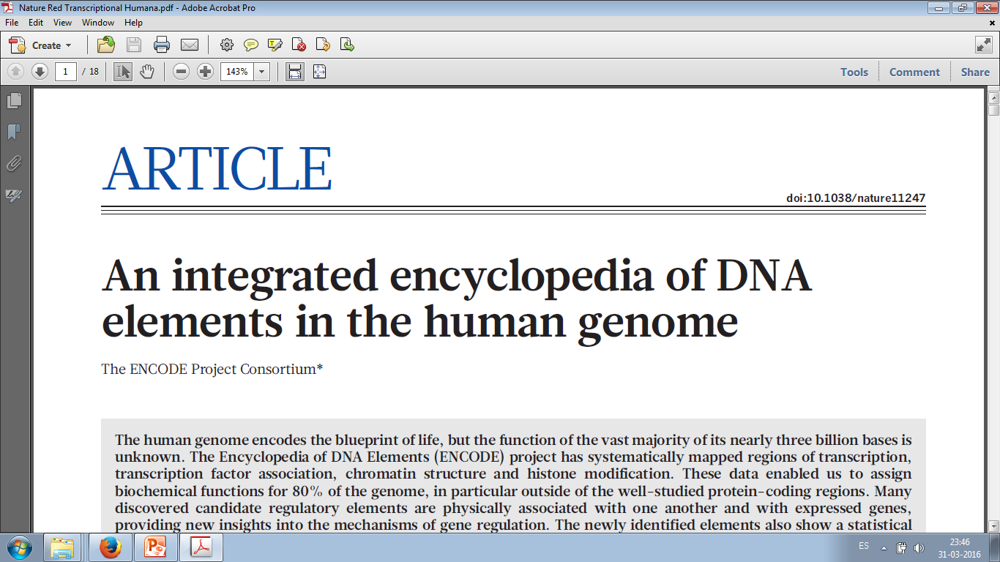 Nature Red Transcriptional Humana.pdf - Adobe Acrobat Pro
File Edit View Window Help
Create
1 / 18 143% Tools Comment Share
ARTICLE
doi:10.1038/nature11247
An integrated encyclopedia of DNA
elements in the human genome
The ENCODE Project Consortium*
The human genome encodes the blueprint of life, but the function of the vast majority of its nearly three billion bases is
unknown. The Encyclopedia of DNA Elements (ENCODE) project has systematically mapped regions of transcription,
transcription factor association, chromatin structure and histone modification. These data enabled us to assign
biochemical functions for 80% of the genome, in particular outside of the well-studied protein-coding regions. Many
discovered candidate regulatory elements are physically associated with one another and with expressed genes,
providing new insights into the mechanisms of gene regulation. The newly identified elements also show a statistical
ES
23:46
31-03-2016